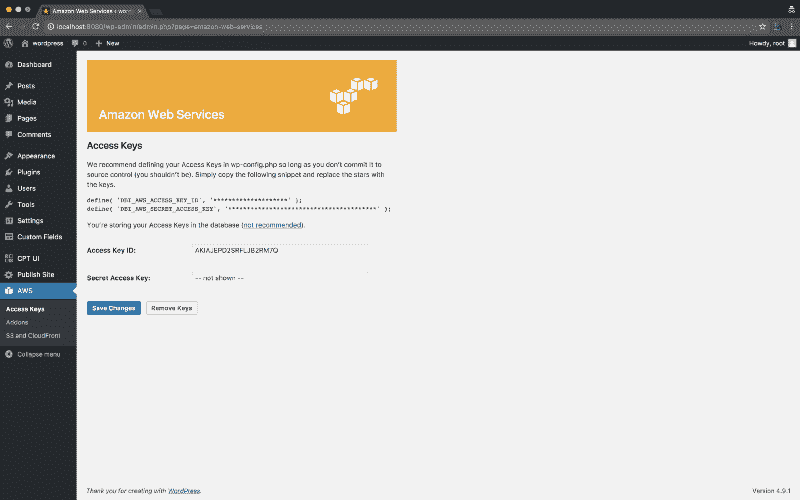 Amazon Web Services ‹ wor
localhost:8080/wp-admin/admin.php?page=amazon-web-services
wordpress
0
New
Howdy, root
Dashboard
Posts
Media
Pages
Comments
Appearance
Plugins
Users
Tools
Settings
Custom Fields
CPT UI
Publish Site
AWS
Access Keys
Addons
S3 and CloudFront
Collapse menu
Amazon Web Services
Access Keys
We recommend defining your Access Keys in wp-config.php so long as you don't commit it to
source control (you shouldn't be). Simply copy the following snippet and replace the stars with
the keys.
define( 'DBI_AWS_ACCESS_KEY_ID', '********************' );
define( 'DBI_AWS_SECRET_ACCESS_KEY', '****************************************' );
You're storing your Access Keys in the database (not recommended).
Access Key ID:
AKIAJEPD2SRFLJB2RM7Q
Secret Access Key:
-- not shown --
Save Changes
Remove Keys
Thank you for creating with WordPress.
Version 4.9.1